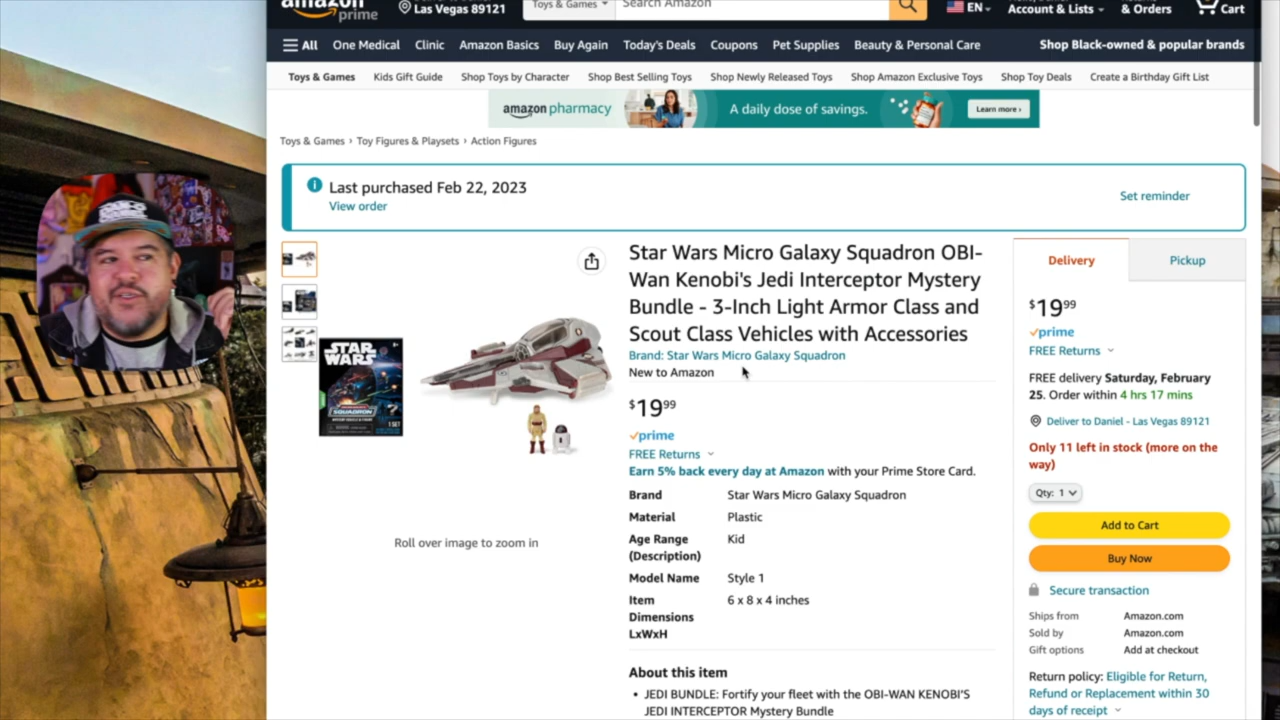 amazon
prime
Las Vegas 89121
Toys & Games
Search Amazon
EN
Account & Lists
& Orders
Cart
All
One Medical
Clinic
Amazon Basics
Buy Again
Today's Deals
Coupons
Pet Supplies
Beauty & Personal Care
Shop Black-owned & popular brands
Toys & Games
Kids Gift Guide
Shop Toys by Character
Shop Best Selling Toys
Shop Newly Released Toys
Shop Amazon Exclusive Toys
Shop Toy Deals
Create a Birthday Gift List
amazon pharmacy
A daily dose of savings.
Learn more ›
Toys & Games › Toy Figures & Playsets › Action Figures
Last purchased Feb 22, 2023
View order
Set reminder
STAR WARS
SQUADRON
Roll over image to zoom in
Star Wars Micro Galaxy Squadron OBI-
Wan Kenobi's Jedi Interceptor Mystery
Bundle - 3-Inch Light Armor Class and
Scout Class Vehicles with Accessories
Brand: Star Wars Micro Galaxy Squadron
New to Amazon
$19 99
prime
FREE Returns
Earn 5% back every day at Amazon with your Prime Store Card.
Brand Star Wars Micro Galaxy Squadron
Material Plastic
Age Range Kid
(Description)
Model Name Style 1
Item 6 x 8 x 4 inches
Dimensions
LxWxH
About this item
• JEDI BUNDLE: Fortify your fleet with the OBI-WAN KENOBI'S
JEDI INTERCEPTOR Mystery Bundle
Delivery
Pickup
$19 99
prime
FREE Returns
FREE delivery Saturday, February
25. Order within 4 hrs 17 mins
Deliver to Daniel - Las Vegas 89121
Only 11 left in stock (more on the
way)
Qty: 1
Add to Cart
Buy Now
Secure transaction
Ships from Amazon.com
Sold by Amazon.com
Gift options Add at checkout
Return policy: Eligible for Return,
Refund or Replacement within 30
days of receipt